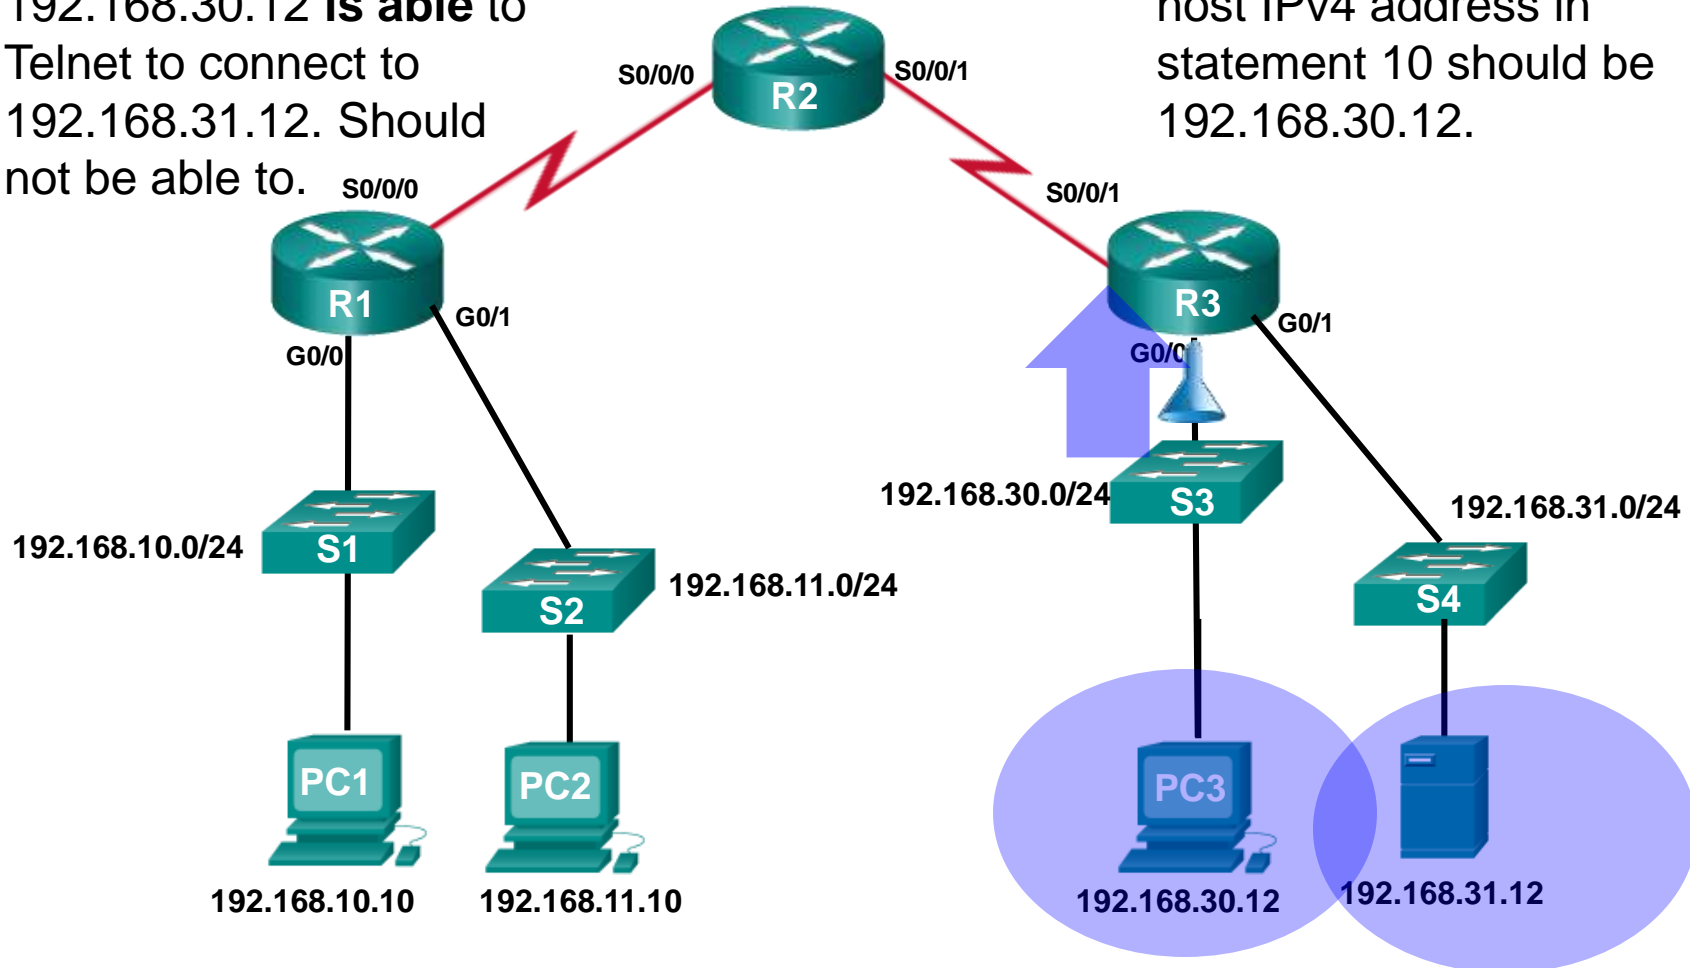 192.168.30.12 is able to
Telnet to connect to
192.168.31.12. Should
not be able to.
host IPv4 address in
statement 10 should be
192.168.30.12.
S0/0/0
S0/0/1
R2
S0/0/0
S0/0/1
R1
R3
G0/1
G0/1
G0/0
G0/0
192.168.30.0/24
S3
192.168.31.0/24
192.168.10.0/24
S1
192.168.11.0/24
S2
S4
PC1
PC2
PC3
192.168.10.10
192.168.11.10
192.168.30.12
192.168.31.12